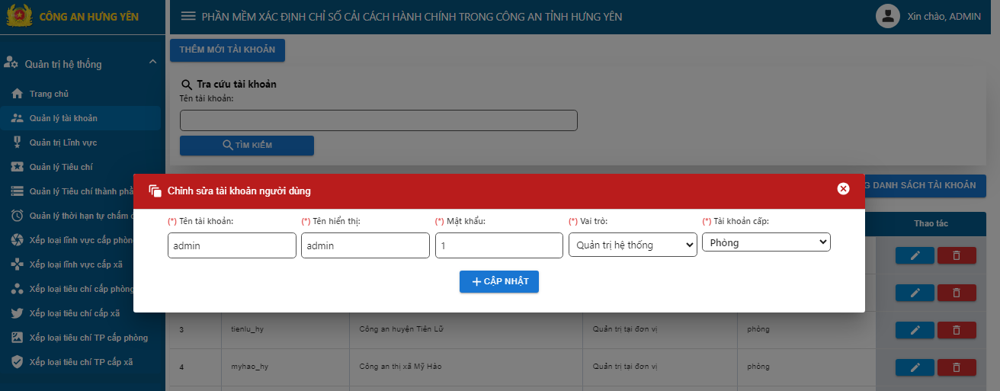 CÔNG AN HƯNG YÊN
PHẦN MỀM XÁC ĐỊNH CHỈ SỐ CẢI CÁCH HÀNH CHÍNH TRONG CÔNG AN TỈNH HƯNG YÊN
Xin chào, ADMIN
Quản trị hệ thống
Trang chủ
Quản lý tài khoản
Quản trị Lĩnh vực
Quản lý Tiêu chí
Quản lý Tiêu chí thành phầ
Quản lý thời hạn tự chấm
Xếp loại lĩnh vực cấp phòn
Xếp loại lĩnh vực cấp xã
Xếp loại tiêu chí cấp phòng
Xếp loại tiêu chí cấp xã
Xếp loại tiêu chí TP cấp phòng
Xếp loại tiêu chí TP cấp xã
THÊM MỚI TÀI KHOẢN
Tra cứu tài khoản
Tên tài khoản:
TÌM KIẾM
G DANH SÁCH TÀI KHOẢN
Chỉnh sửa tài khoản người dùng
(*) Tên tài khoản: (*) Tên hiển thị: (*) Mật khẩu: (*) Vai trò: (*) Tài khoản cấp:
admin admin 1 Quản trị hệ thống Phòng
CẬP NHẬT
Thao tác
3 tienlu_hy Công an huyện Tiên Lữ Quản trị tại đơn vị phòng
4 myhao_hy Công an thị xã Mỹ Hào Quản trị tại đơn vị phòng